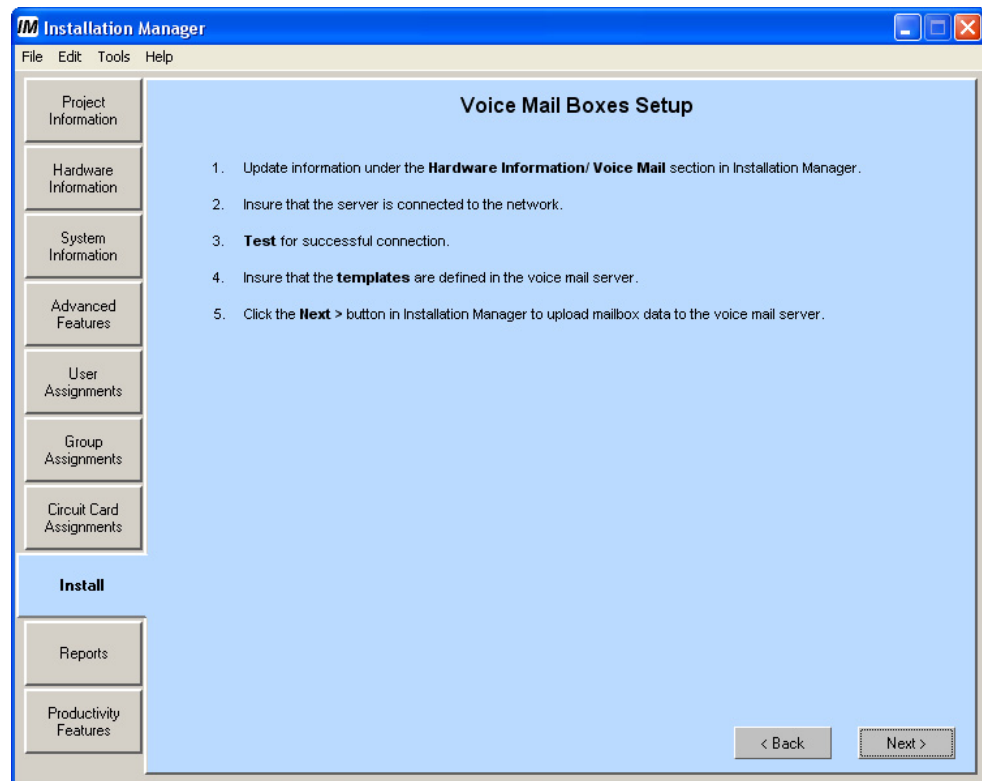 IM Installation Manager
File Edit Tools Help
Project
Information
Hardware
Information
System
Information
Advanced
Features
User
Assignments
Group
Assignments
Circuit Card
Assignments
Install
Reports
Productivity
Features
Voice Mail Boxes Setup
1. Update information under the Hardware Information/ Voice Mail section in Installation Manager.
2. Insure that the server is connected to the network.
3. Test for successful connection.
4. Insure that the templates are defined in the voice mail server.
5. Click the Next > button in Installation Manager to upload mailbox data to the voice mail server.
< Back Next >